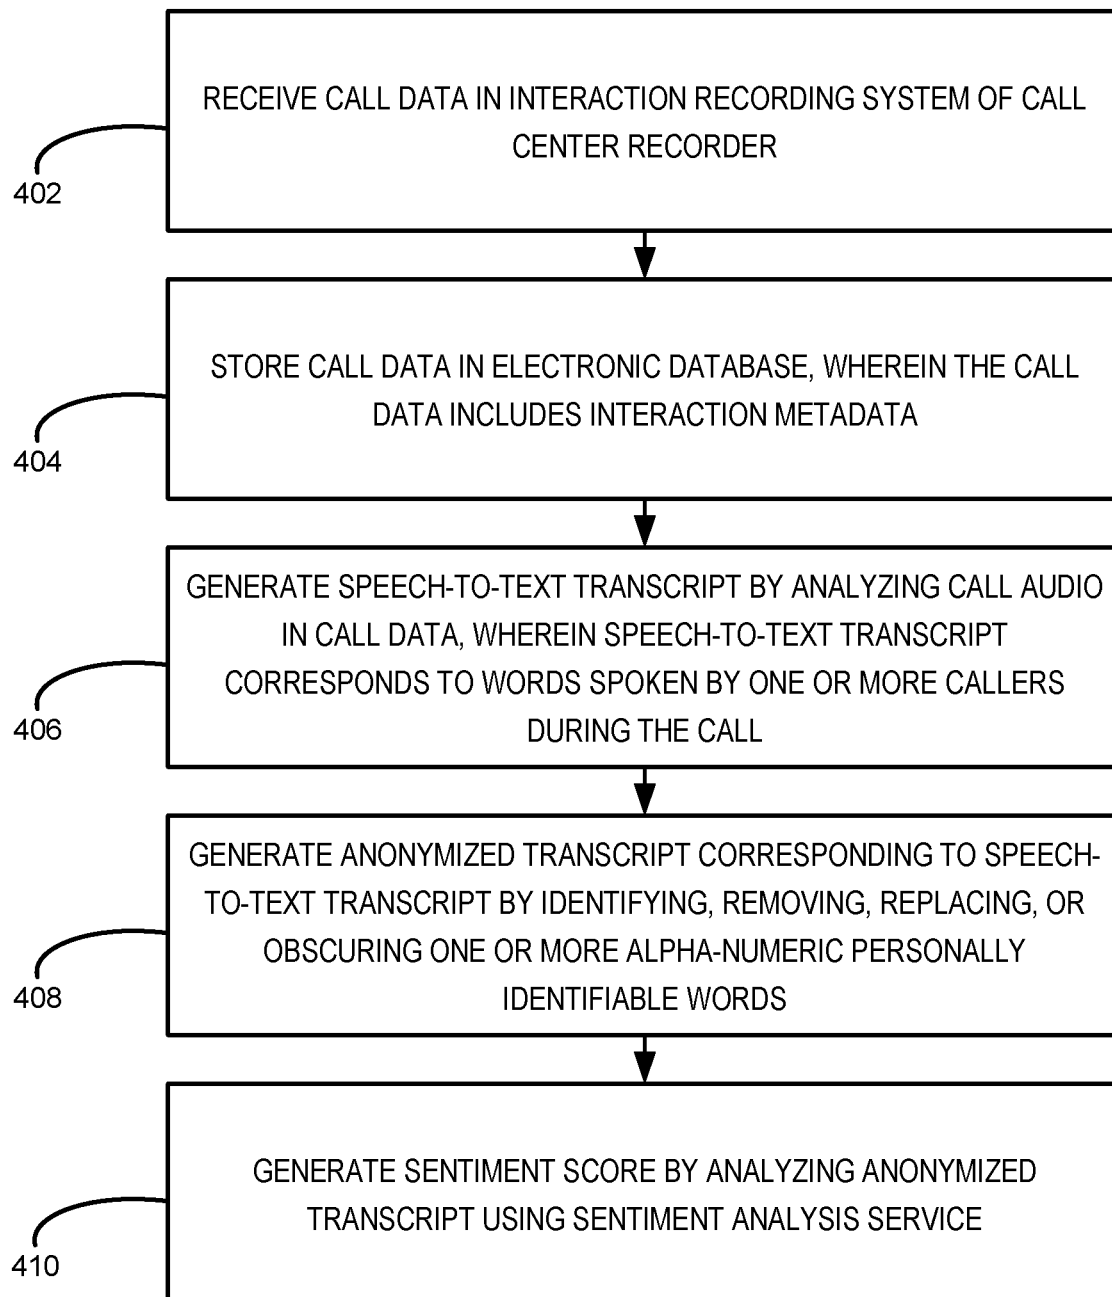 RECEIVE CALL DATA IN INTERACTION RECORDING SYSTEM OF CALL
CENTER RECORDER
402
STORE CALL DATA IN ELECTRONIC DATABASE, WHEREIN THE CALL
DATA INCLUDES INTERACTION METADATA
404
GENERATE SPEECH-TO-TEXT TRANSCRIPT BY ANALYZING CALL AUDIO
IN CALL DATA, WHEREIN SPEECH-TO-TEXT TRANSCRIPT
CORRESPONDS TO WORDS SPOKEN BY ONE OR MORE CALLERS
DURING THE CALL
406
GENERATE ANONYMIZED TRANSCRIPT CORRESPONDING TO SPEECH-
TO-TEXT TRANSCRIPT BY IDENTIFYING, REMOVING, REPLACING, OR
OBSCURING ONE OR MORE ALPHA-NUMERIC PERSONALLY
IDENTIFIABLE WORDS
408
GENERATE SENTIMENT SCORE BY ANALYZING ANONYMIZED
TRANSCRIPT USING SENTIMENT ANALYSIS SERVICE
410